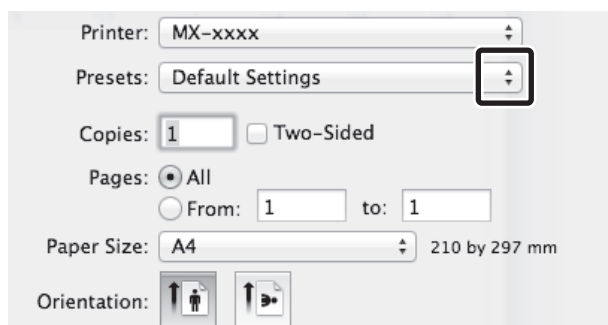 Printer: MX-xxxx
Presets: Default Settings
Copies: 1 Two-Sided
Pages: All
From: 1 to: 1
Paper Size: A4 210 by 297 mm
Orientation: